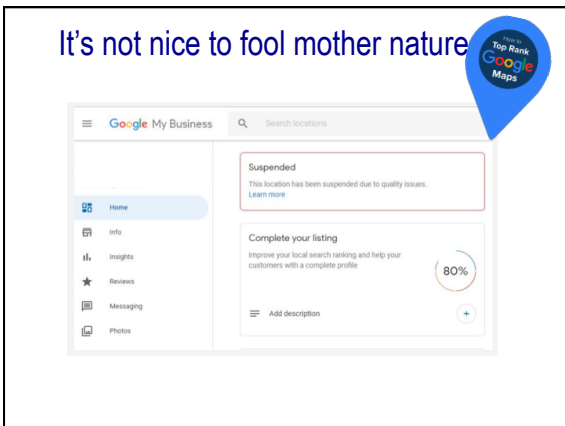 It's not nice to fool mother nature
How to
Top Rank
Google
Maps
Google My Business
Search locations
Suspended
This location has been suspended due to quality issues.
Learn more
Home
Info
Insights
Reviews
Messaging
Photos
Complete your listing
Improve your local search ranking and help your
customers with a complete profile
80%
Add description
+